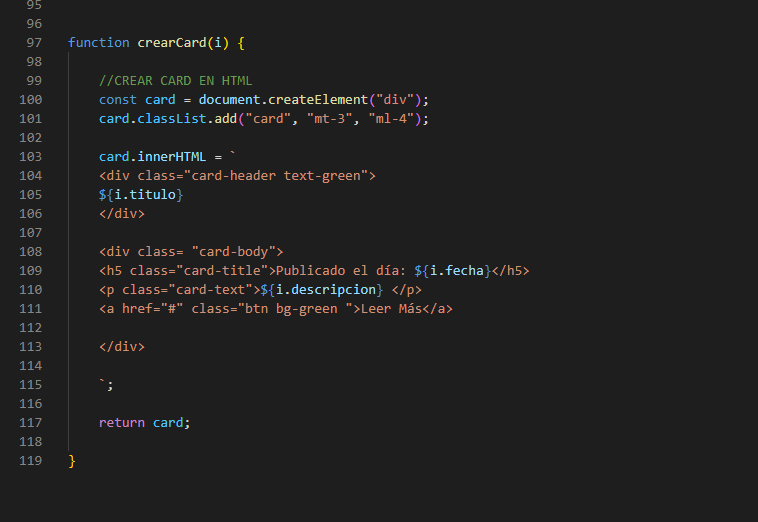 95
96
97 function crearCard(i) {
98
99 //CREAR CARD EN HTML
100 const card = document.createElement("div");
101 card.classList.add("card", "mt-3", "ml-4");
102
103 card.innerHTML = `
104 <div class="card-header text-green">
105 ${i.titulo}
106 </div>
107
108 <div class= "card-body">
109 <h5 class="card-title">Publicado el día: ${i.fecha}</h5>
110 <p class="card-text">${i.descripcion} </p>
111 <a href="#" class="btn bg-green ">Leer Más</a>
112
113 </div>
114
115 `;
116
117 return card;
118
119 }